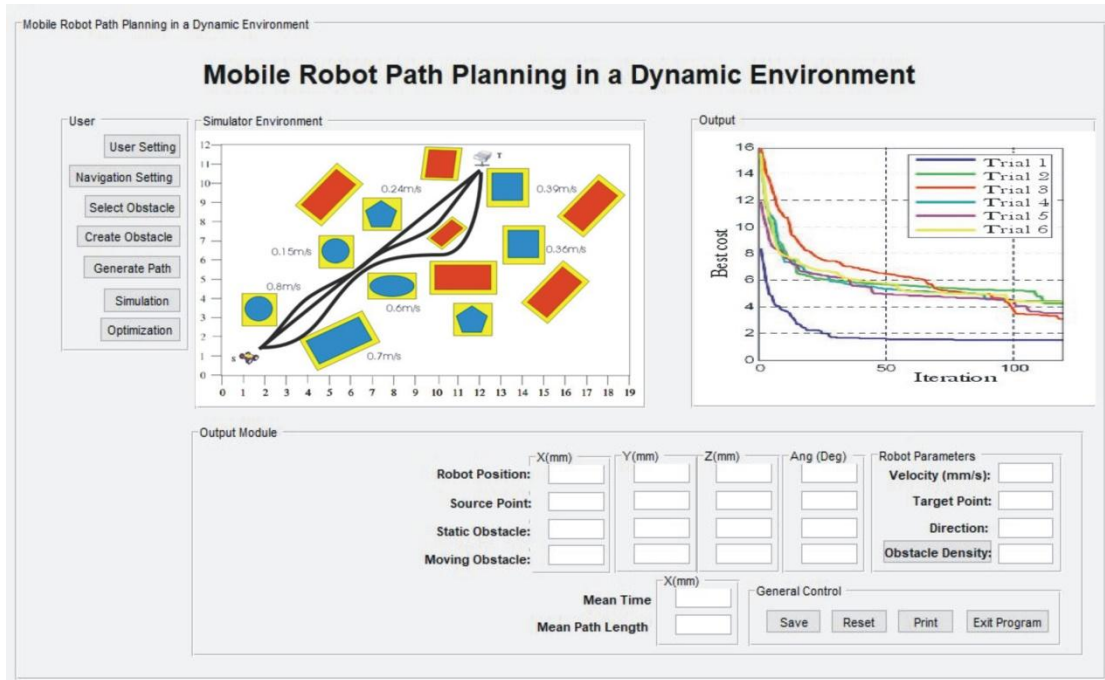 Mobile Robot Path Planning in a Dynamic Environment
Mobile Robot Path Planning in a Dynamic Environment
User
User Setting
Navigation Setting
Select Obstacle
Create Obstacle
Generate Path
Simulation
Optimization
Simulator Environment
12
11
10
9
8
7
6
5
4
3
2
1
0
T
0.24m/s
0.39m/s
0.15m/s
0.36m/s
0.8m/s
0.6m/s
0.7m/s
S
0 1 2 3 4 5 6 7 8 9 10 11 12 13 14 15 16 17 18 19
Output
Best cost
16
14
12
10
8
6
4
2
0
Trial 1
Trial 2
Trial 3
Trial 4
Trial 5
Trial 6
0 50 100
Iteration
Output Module
X(mm) Y(mm) Z(mm) Ang (Deg)
Robot Position:
Source Point:
Static Obstacle:
Moving Obstacle:
Robot Parameters
Velocity (mm/s):
Target Point:
Direction:
Obstacle Density:
X(mm)
Mean Time
Mean Path Length
General Control
Save Reset Print Exit Program